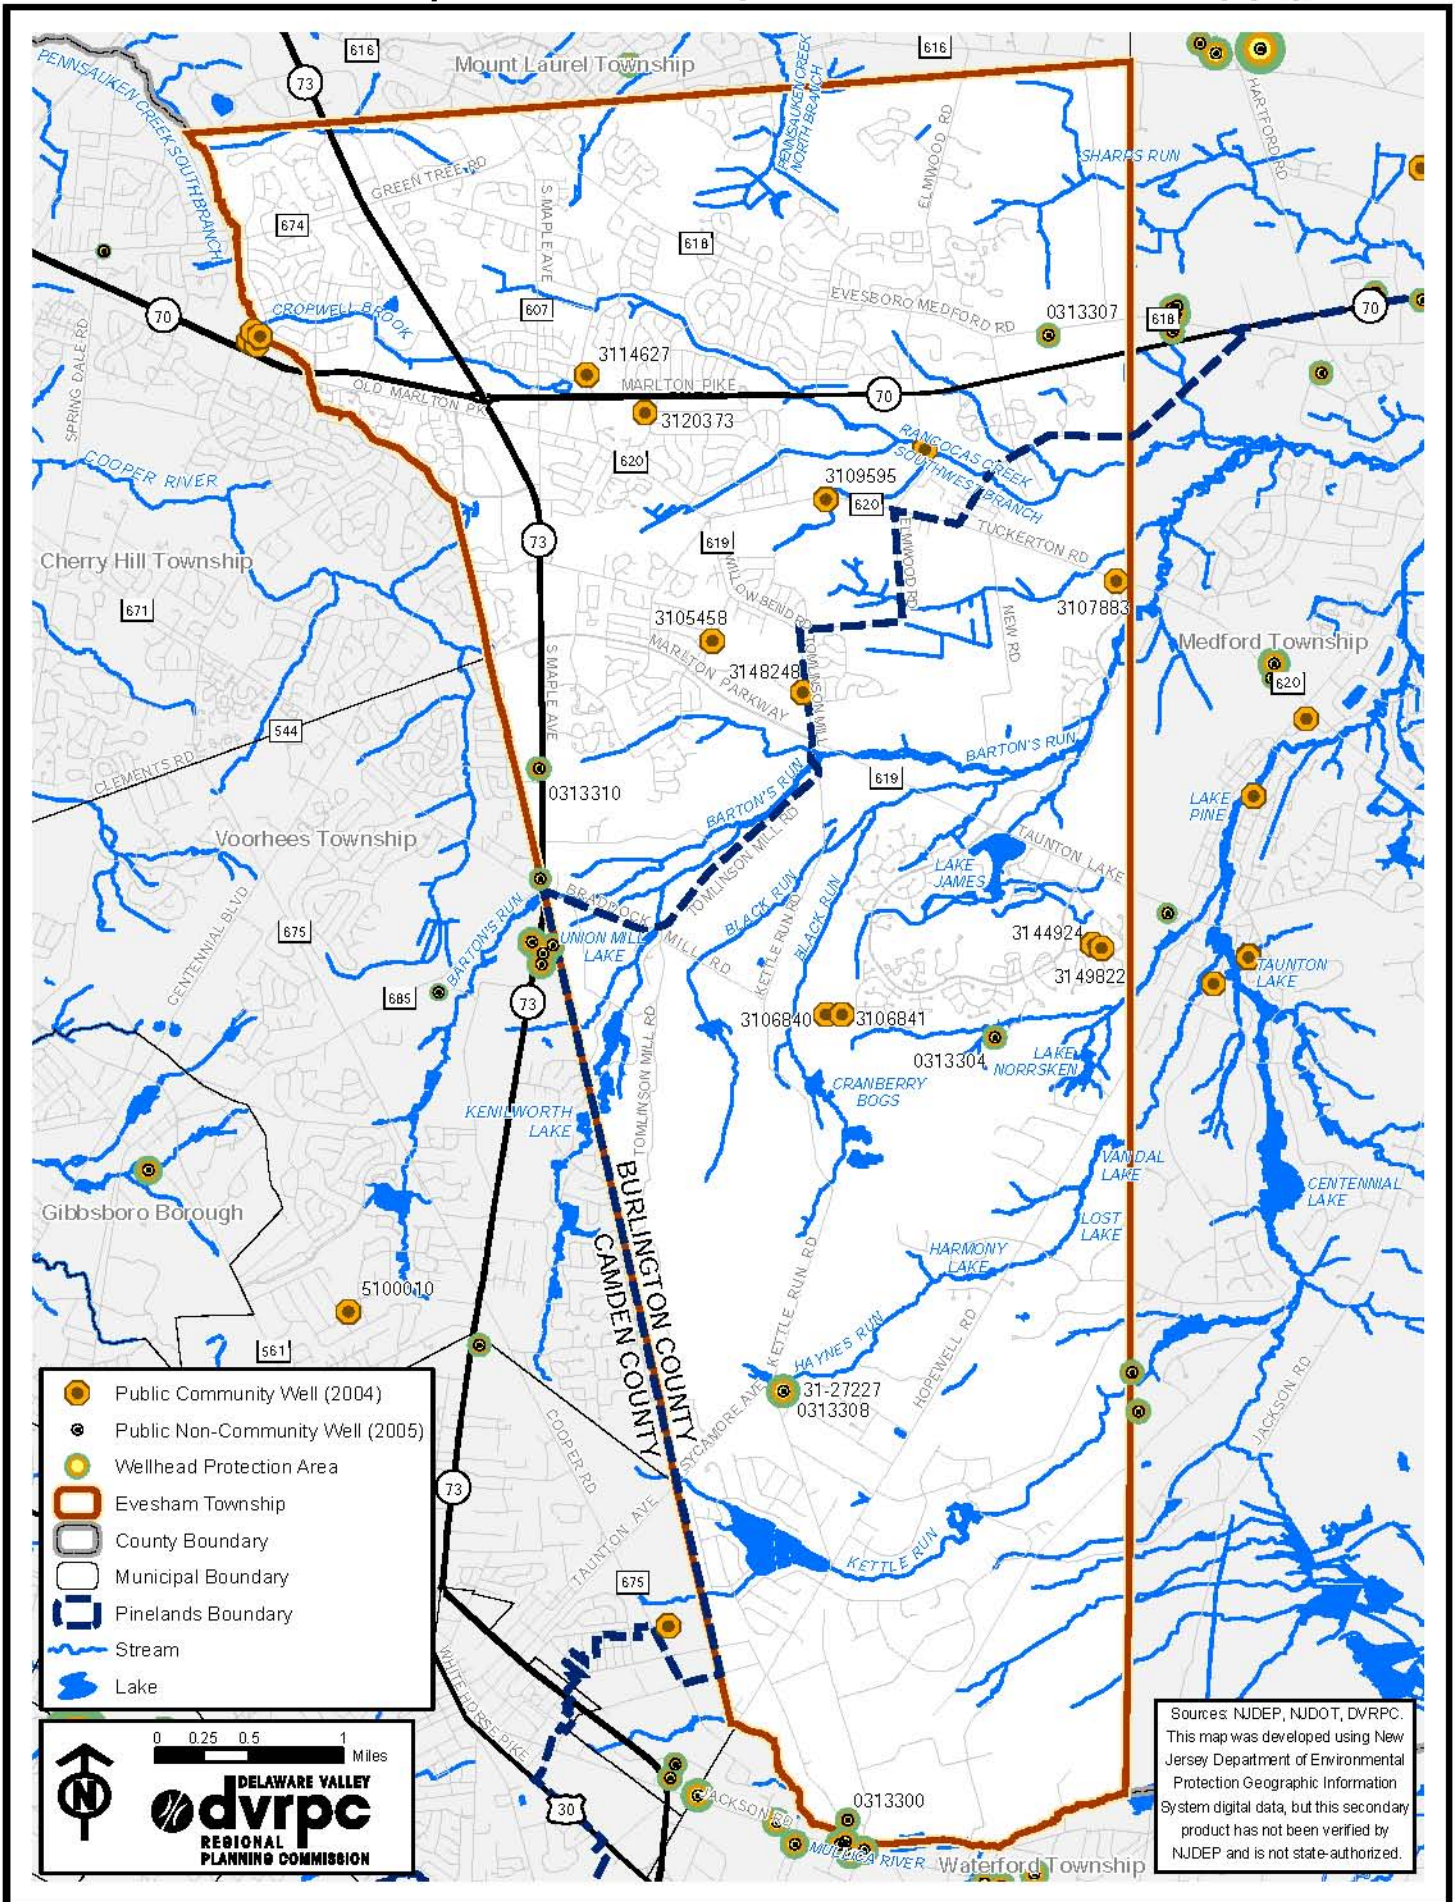 616
Mount Laurel Township
616
PENNSAUKEN CREEK SOUTH BRANCH
73
PENNSAUKEN CREEK
NORTH BRANCH
HARTFORD RD
SHARPS RUN
GREEN TREE RD
ELMWOOD RD
S MAPLE AVE
674
618
CROPWELL BROOK
607
EVESBORO MEDFORD RD
0313307
618
70
70
SPRING DALE RD
3114627
OLD MARLTON PK
MARLTON PIKE
70
3120373
RANCOCAS CREEK
SOUTHWEST BRANCH
620
COOPER RIVER
3109595
620
TUCKERTON RD
73
619
ELMWOOD RD
Cherry Hill Township
WILLOW BEND RD
671
3105458
3107883
NEW RD
Medford Township
MARLTON PARKWAY
TOMLINSON MILL
3148248
620
S MAPLE AVE
544
CLEMENTS RD
BARTON'S RUN
619
0313310
BARTON'S RUN
LAKE
PINE
Voorhees Township
TOMLINSON MILL RD
TAUNTON LAKE
LAKE
JAMES
BLACK RUN
BLACK RUN
CENTENNIAL BLVD
BRADDOCK
MILL RD
KETTLE RUN RD
675
BARTON'S RUN
UNION MILL
LAKE
3144924
3149822
TAUNTON
LAKE
685
73
3106840
3106841
TOMLINSON MILL RD
0313304
LAKE
NORRSKEN
CRANBERRY
BOGS
KENILWORTH
LAKE
VAN DAL
LAKE
CENTENNIAL
LAKE
Gibbsboro Borough
BURLINGTON COUNTY
CAMDEN COUNTY
LOST
LAKE
HARMONY
LAKE
KETTLE RUN RD
5100010
561
HAYNES RUN
HOPEWELL RD
31-27227
0313308
SYCAMORE AVE
JACKSON RD
COOPER RD
73
TAUNTON AVE
KETTLE RUN
675
WHITE HORSE PIKE
Public Community Well (2004)
Public Non-Community Well (2005)
Wellhead Protection Area
Evesham Township
County Boundary
Municipal Boundary
Pinelands Boundary
Stream
Lake
0 0.25 0.5 1
Miles
N
DELAWARE VALLEY
dvrpc
REGIONAL
PLANNING COMMISSION
30
JACKSON RD
0313300
MULLICA RIVER
Waterford Township
Sources: NJDEP, NJDOT, DVRPC.
This map was developed using New
Jersey Department of Environmental
Protection Geographic Information
System digital data, but this secondary
product has not been verified by
NJDEP and is not state-authorized.